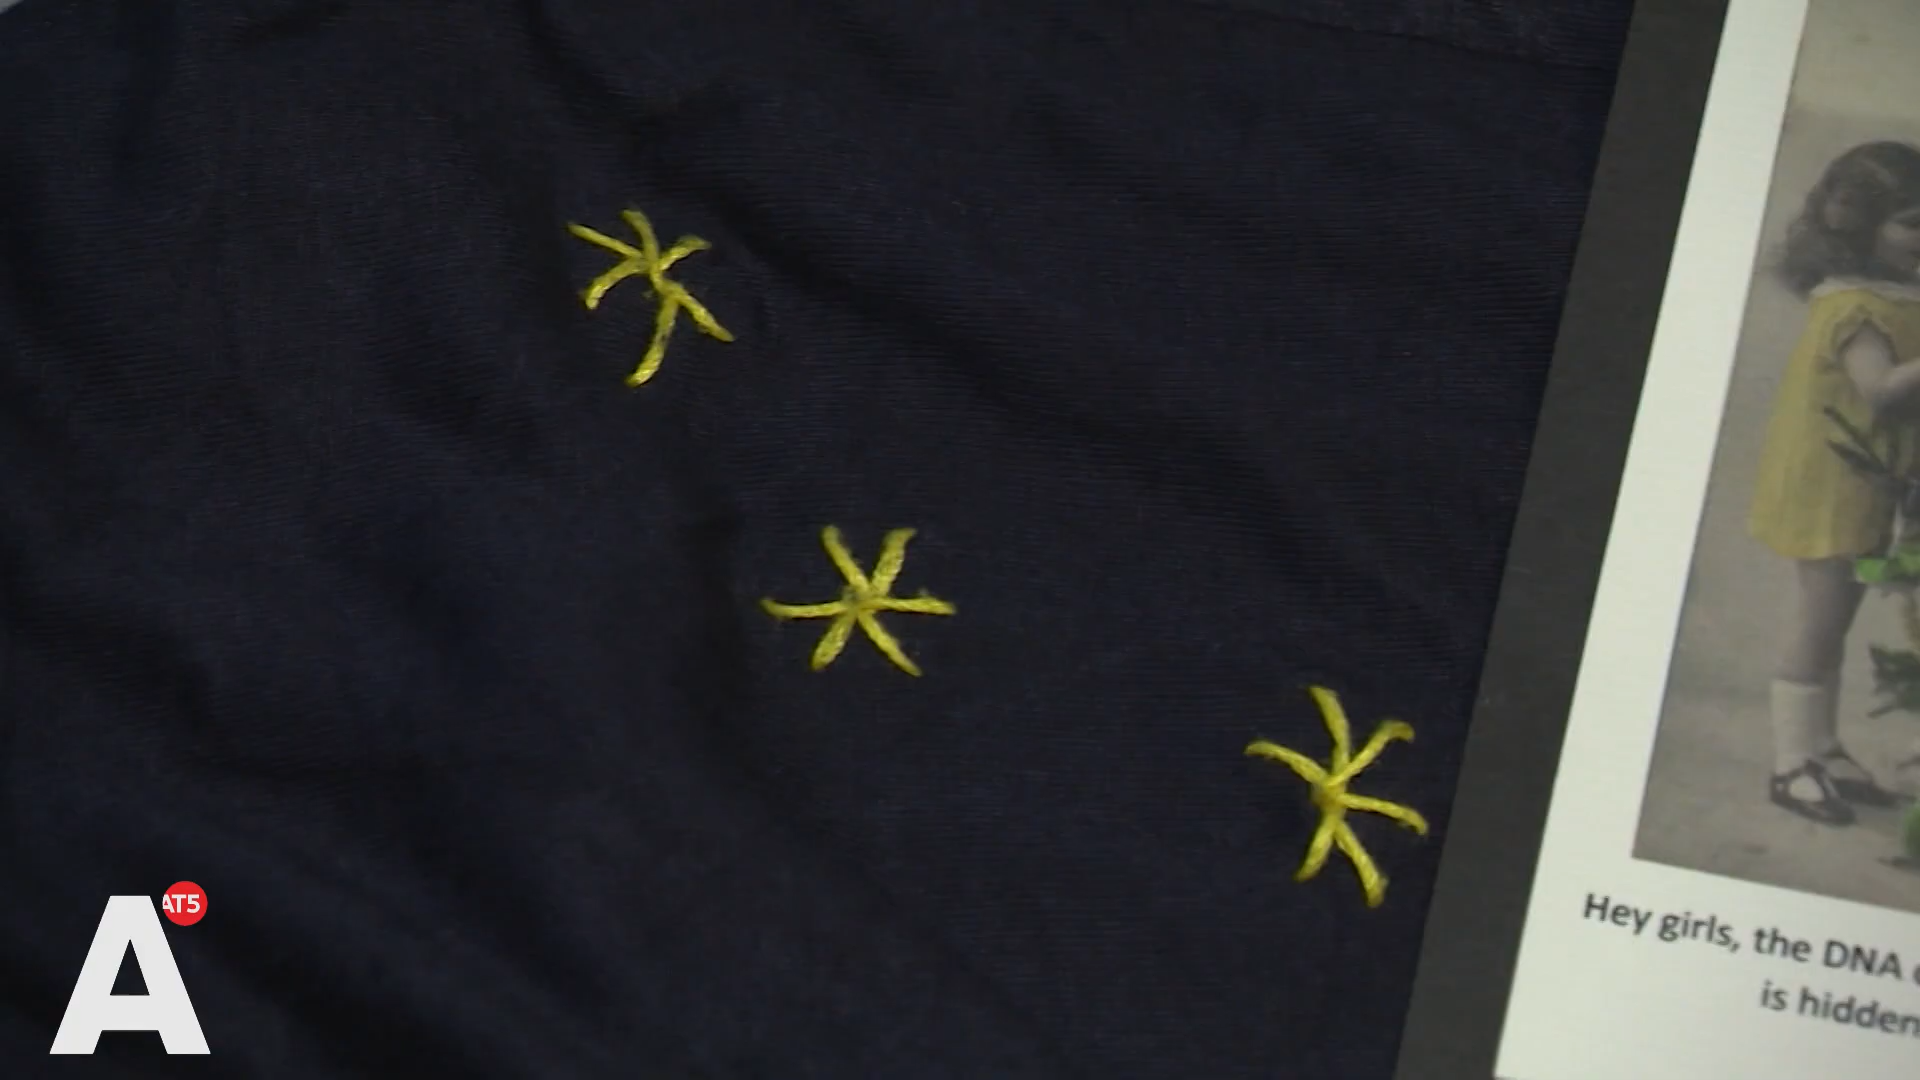 Hey girls, the DNA
is hidden
A
AT5